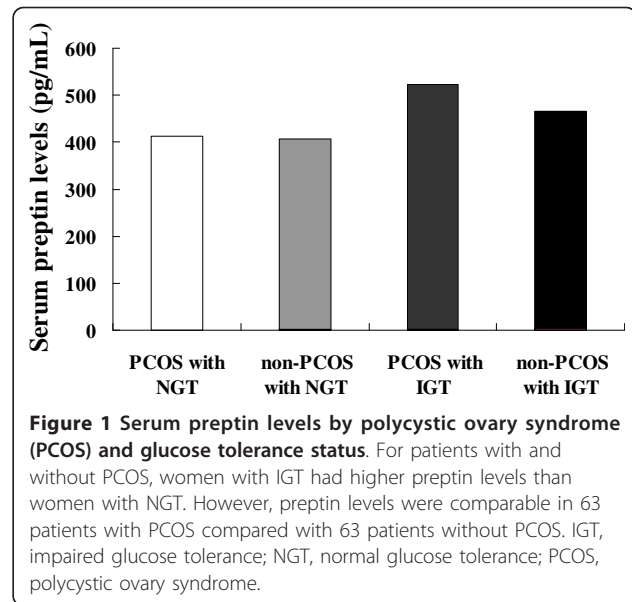 Serum preptin levels (pg/mL)
600
500
400
300
200
100
0
PCOS with NGT
non-PCOS with NGT
PCOS with IGT
non-PCOS with IGT
Figure 1 Serum preptin levels by polycystic ovary syndrome
(PCOS) and glucose tolerance status. For patients with and
without PCOS, women with IGT had higher preptin levels than
women with NGT. However, preptin levels were comparable in 63
patients with PCOS compared with 63 patients without PCOS. IGT,
impaired glucose tolerance; NGT, normal glucose tolerance; PCOS,
polycystic ovary syndrome.